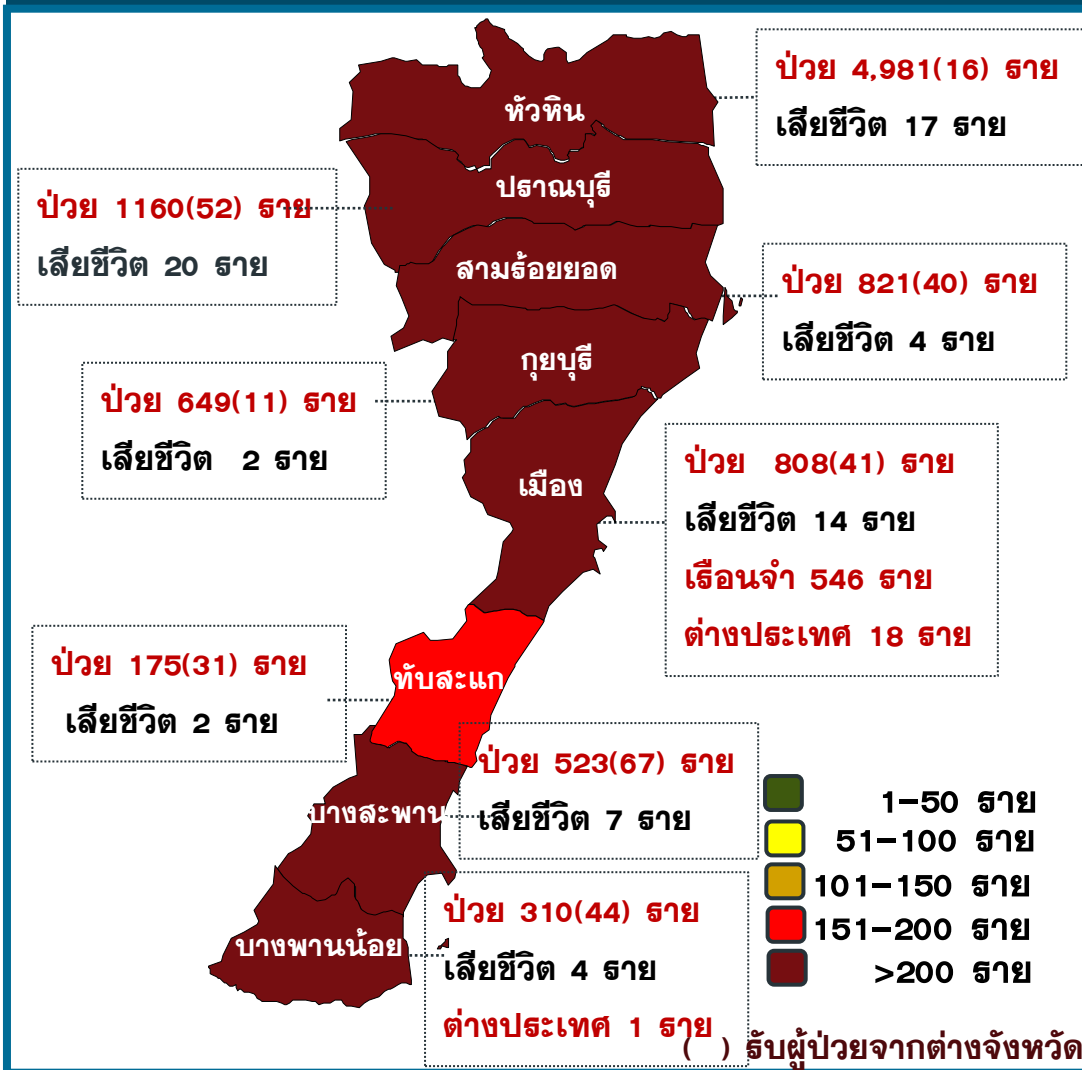 หัวหิน
ป่วย 4,981(16) ราย
เสียชีวิต 17 ราย
ปราณบุรี
ป่วย 1160(52) ราย
เสียชีวิต 20 ราย
สามร้อยยอด
ป่วย 821(40) ราย
เสียชีวิต 4 ราย
กุยบุรี
ป่วย 649(11) ราย
เสียชีวิต 2 ราย
เมือง
ป่วย 808(41) ราย
เสียชีวิต 14 ราย
เรือนจำ 546 ราย
ต่างประเทศ 18 ราย
ทับสะแก
ป่วย 175(31) ราย
เสียชีวิต 2 ราย
บางสะพาน
ป่วย 523(67) ราย
เสียชีวิต 7 ราย
บางพานน้อย
ป่วย 310(44) ราย
เสียชีวิต 4 ราย
ต่างประเทศ 1 ราย
1-50 ราย
51-100 ราย
101-150 ราย
151-200 ราย
>200 ราย
( ) รับผู้ป่วยจากต่างจังหวัด